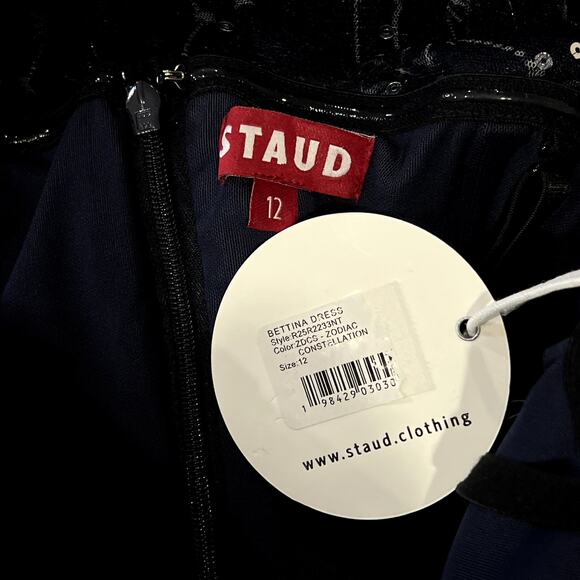 STAUD
12
BETTINA DRESS
Style:R25R2233NT
Color:ZDCS - ZODIAC
CONSTELLATION
Size:12
1 98429 03030
www.staud.clothing